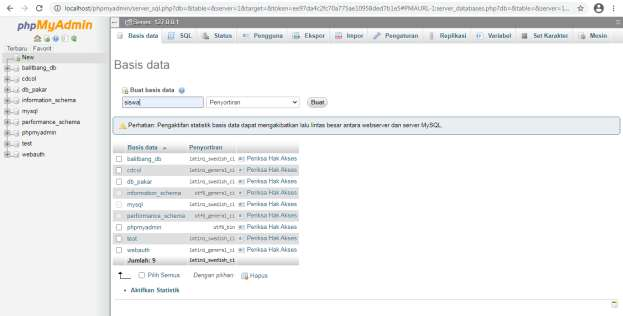 localhost/phpmyadmin/server_sql.php?db=&table=&server=1&target=&token=ee97da4c2fc70a775ae10958ded7b1e5#PMAURL-1:server_databases.php?db=&table=&server=1...
phpMyAdmin
Terbaru Favorit
New
balitbang_db
cdcol
db_pakar
information_schema
mysql
performance_schema
phpmyadmin
test
webauth
Server: 127.0.0.1
Basis data SQL Status Pengguna Ekspor Impor Pengaturan Replikasi Variabel Set Karakter Mesin
Basis data
Buat basis data
siswa Penyortiran Buat
Perhatian: Pengaktifan statistik basis data dapat mengakibatkan lalu lintas besar antara webserver dan server MySQL.
Basis data Penyortiran
balitbang_db latin1_swedish_ci Periksa Hak Akses
cdcol latin1_general_ci Periksa Hak Akses
db_pakar latin1_swedish_ci Periksa Hak Akses
information_schema utf8_general_ci Periksa Hak Akses
mysql latin1_swedish_ci Periksa Hak Akses
performance_schema utf8_general_ci Periksa Hak Akses
phpmyadmin utf8_bin Periksa Hak Akses
test latin1_swedish_ci Periksa Hak Akses
webauth latin1_general_ci Periksa Hak Akses
Jumlah: 9 latin1_swedish_ci
Pilih Semua Dengan pilihan: Hapus
Aktifkan Statistik